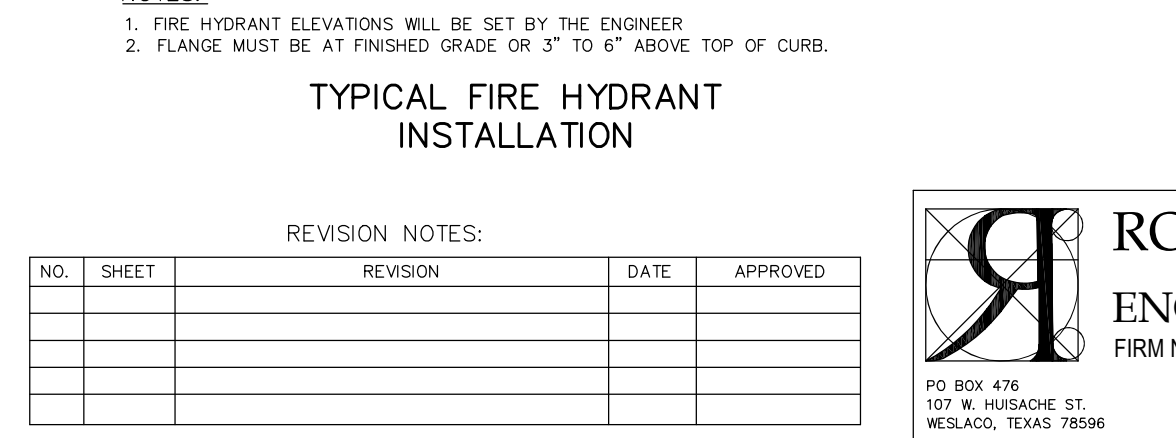 NOTES:
1. FIRE HYDRANT ELEVATIONS WILL BE SET BY THE ENGINEER
2. FLANGE MUST BE AT FINISHED GRADE OR 3" TO 6" ABOVE TOP OF CURB.
TYPICAL FIRE HYDRANT
INSTALLATION
REVISION NOTES:
NO. SHEET REVISION DATE APPROVED
FIRM
PO BOX 476
107 W. HUISACHE ST.
WESLACO, TEXAS 78596